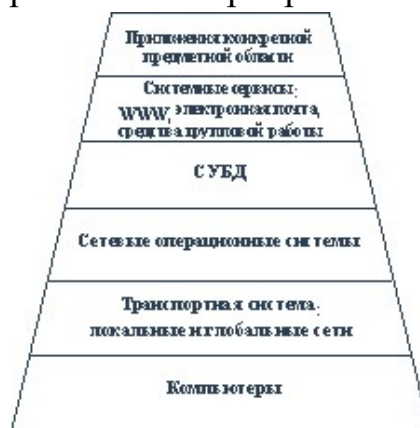 Приложения конкретной
предметной области
Системные сервисы:
WWW, электронная почта,
средства групповой работы
СУБД
Сетевые операционные системы
Транспортная система:
локальные и глобальные сети
Компьютеры